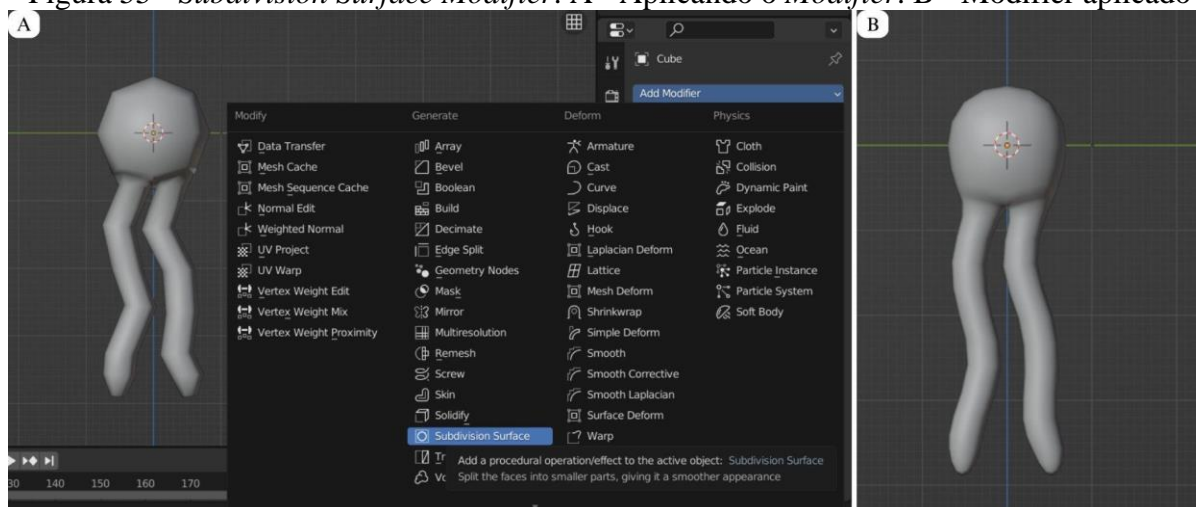 Figura 35 - Subdivision Surface Modifier. A - Aplicando o Modifier. B - Modifier aplicado
A
B
Cube
Add Modifier
Modify
Generate
Deform
Physics
Data Transfer
Mesh Cache
Mesh Sequence Cache
Normal Edit
Weighted Normal
UV Project
UV Warp
Vertex Weight Edit
Vertex Weight Mix
Vertex Weight Proximity
Array
Bevel
Boolean
Build
Decimate
Edge Split
Geometry Nodes
Mask
Mirror
Multiresolution
Remesh
Screw
Skin
Solidify
Subdivision Surface
Armature
Cast
Curve
Displace
Hook
Laplacian Deform
Lattice
Mesh Deform
Shrinkwrap
Simple Deform
Smooth
Smooth Corrective
Smooth Laplacian
Surface Deform
Warp
Cloth
Collision
Dynamic Paint
Explode
Fluid
Ocean
Particle Instance
Particle System
Soft Body
Add a procedural operation/effect to the active object: Subdivision Surface
Split the faces into smaller parts, giving it a smoother appearance
30 140 150 160 170